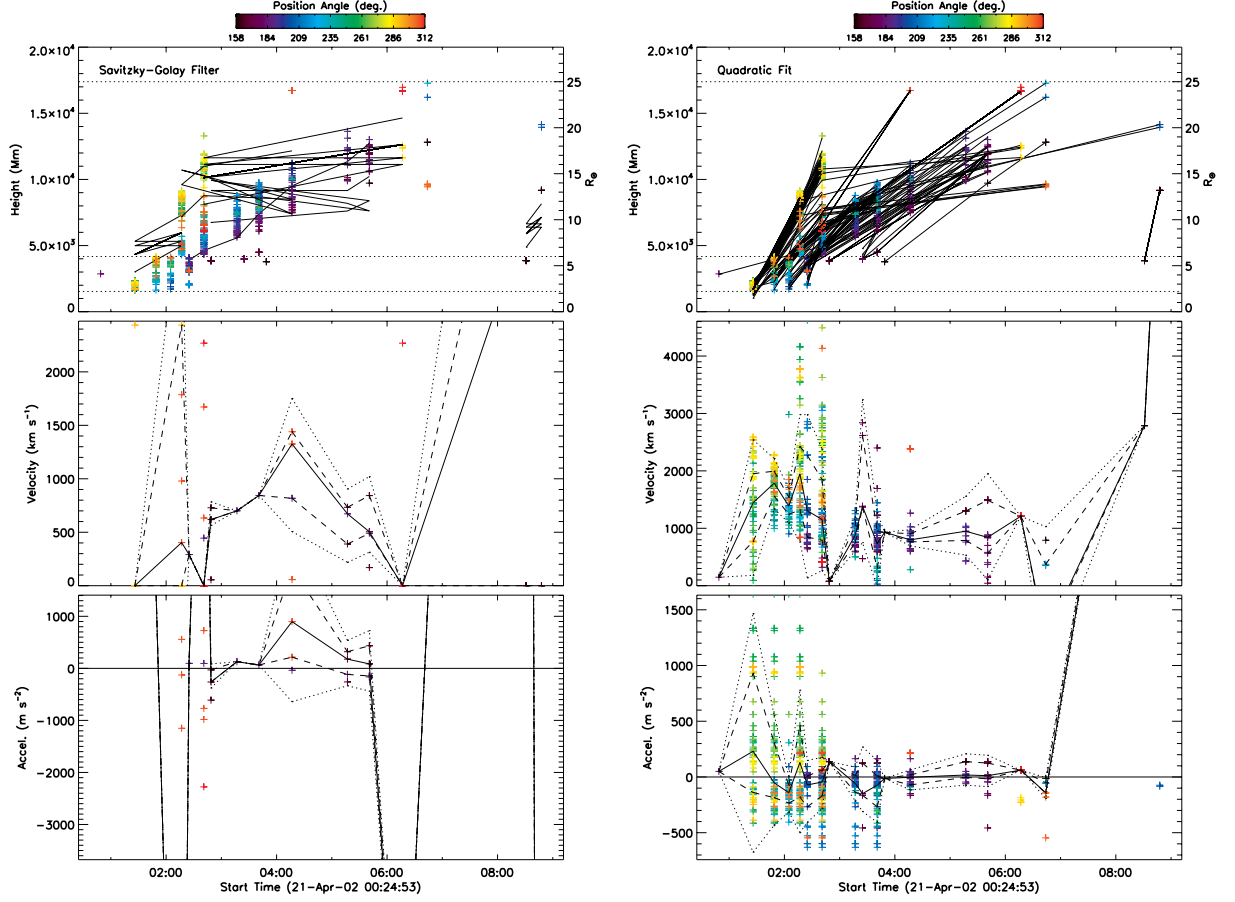 Position Angle (deg.)
158 184 209 235 261 286 312
Savitzky-Golay Filter
2.0×10⁴
1.5×10⁴
1.0×10⁴
5.0×10³
0
Height (Mm)
25
20
15
10
5
0
R⊙
2000
1500
1000
500
0
Velocity (km s⁻¹)
1000
0
-1000
-2000
-3000
Accel. (m s⁻²)
02:00 04:00 06:00 08:00
Start Time (21-Apr-02 00:24:53)
Position Angle (deg.)
158 184 209 235 261 286 312
Quadratic Fit
2.0×10⁴
1.5×10⁴
1.0×10⁴
5.0×10³
0
Height (Mm)
25
20
15
10
5
0
R⊙
4000
3000
2000
1000
0
Velocity (km s⁻¹)
1500
1000
500
0
-500
Accel. (m s⁻²)
02:00 04:00 06:00 08:00
Start Time (21-Apr-02 00:24:53)